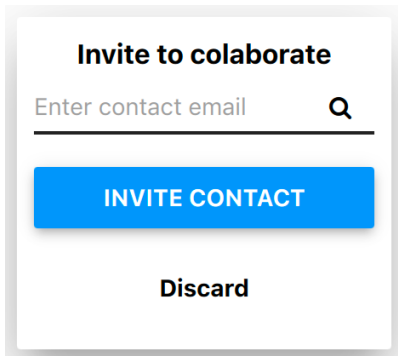 Invite to colaborate
Enter contact email
INVITE CONTACT
Discard